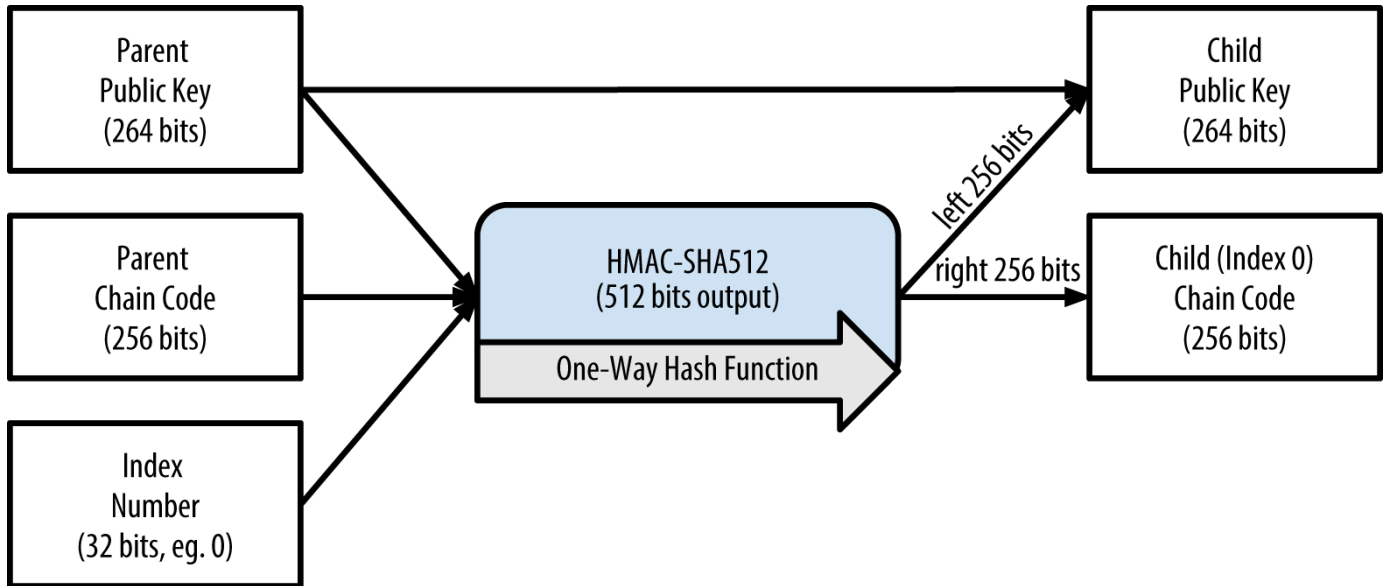 Parent
Public Key
(264 bits)
Parent
Chain Code
(256 bits)
Index
Number
(32 bits, eg. 0)
HMAC-SHA512
(512 bits output)
One-Way Hash Function
left 256 bits
right 256 bits
Child
Public Key
(264 bits)
Child (Index 0)
Chain Code
(256 bits)